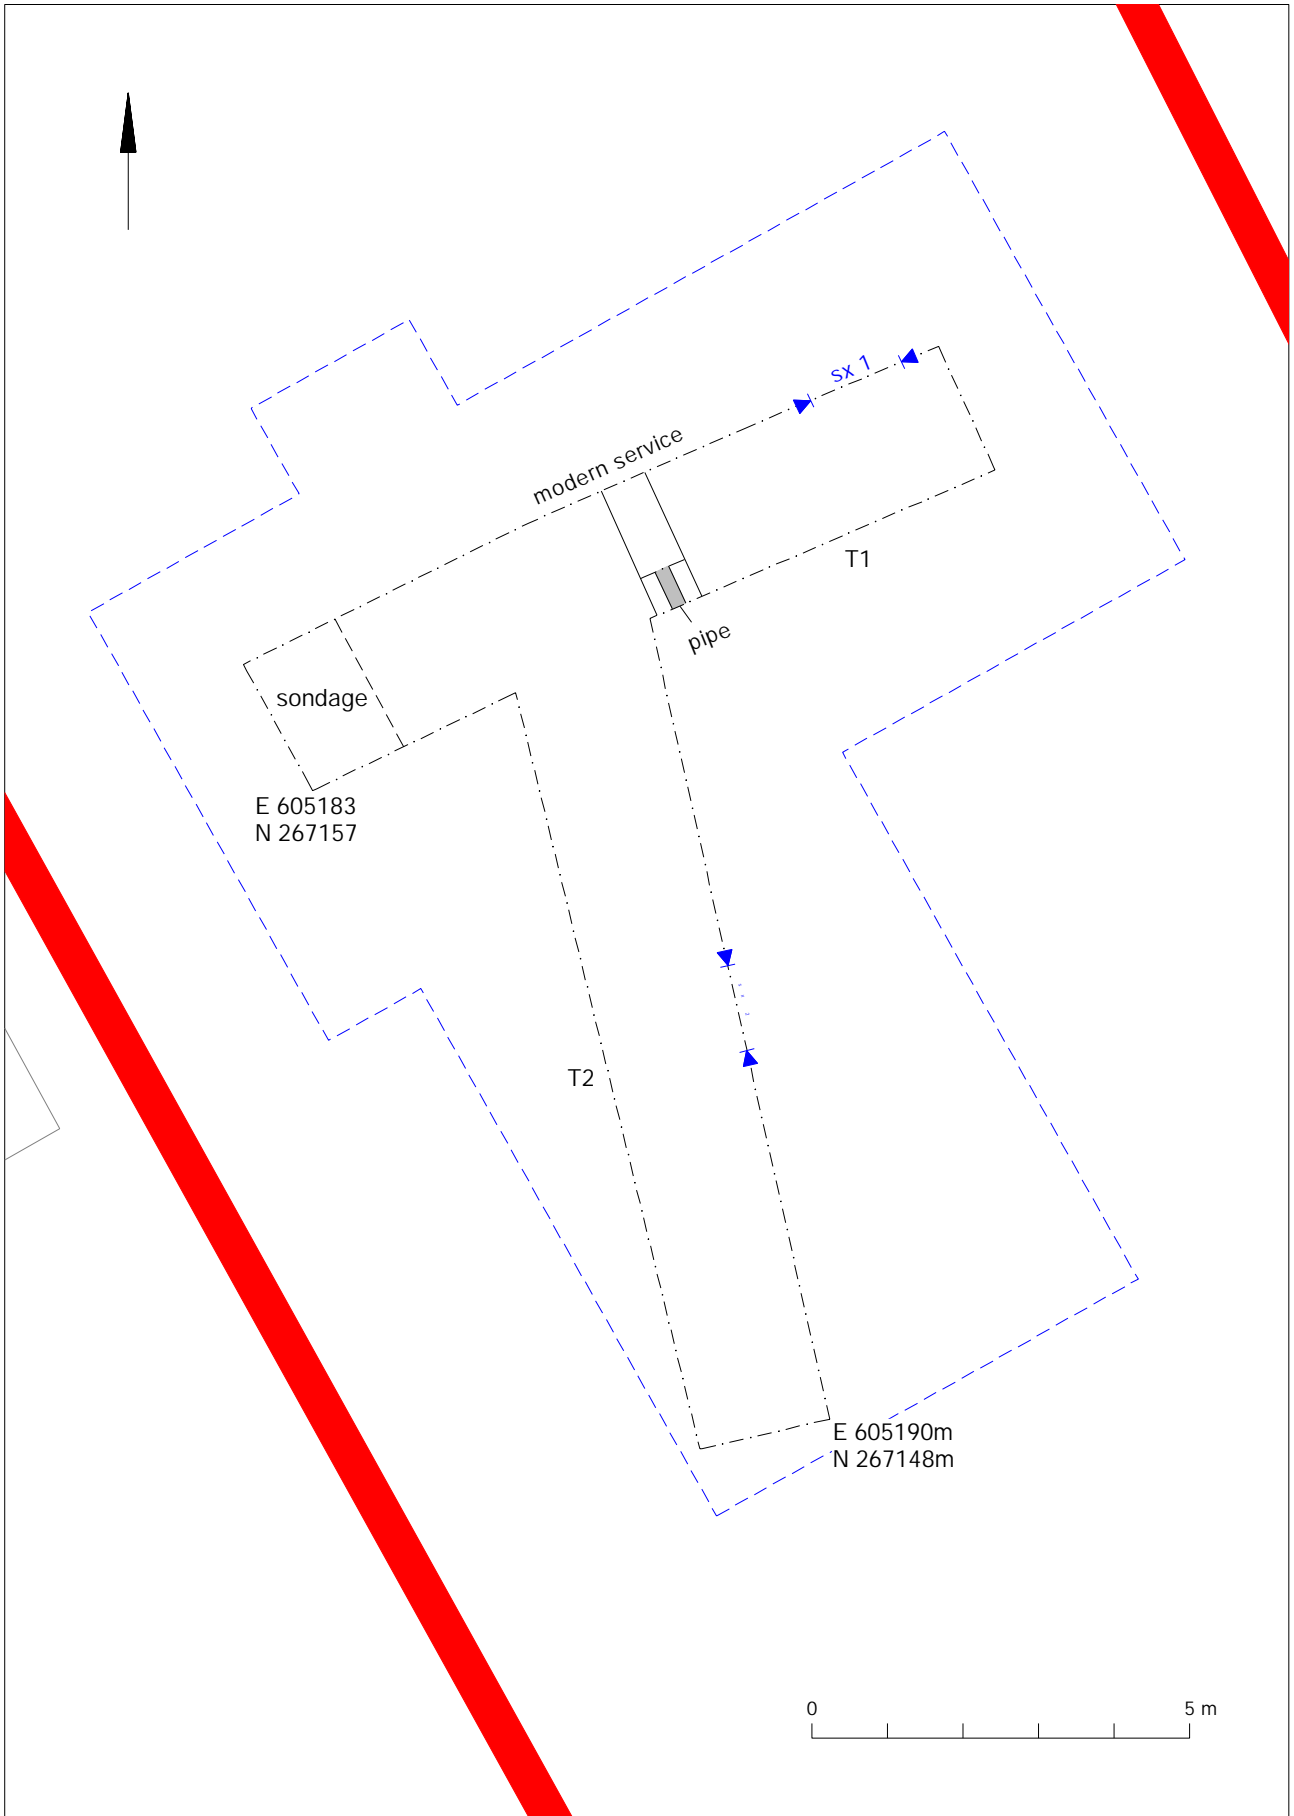 sx 1
modern service
T1
pipe
sondage
E 605183
N 267157
T2
E 605190m
N 267148m
0 5 m